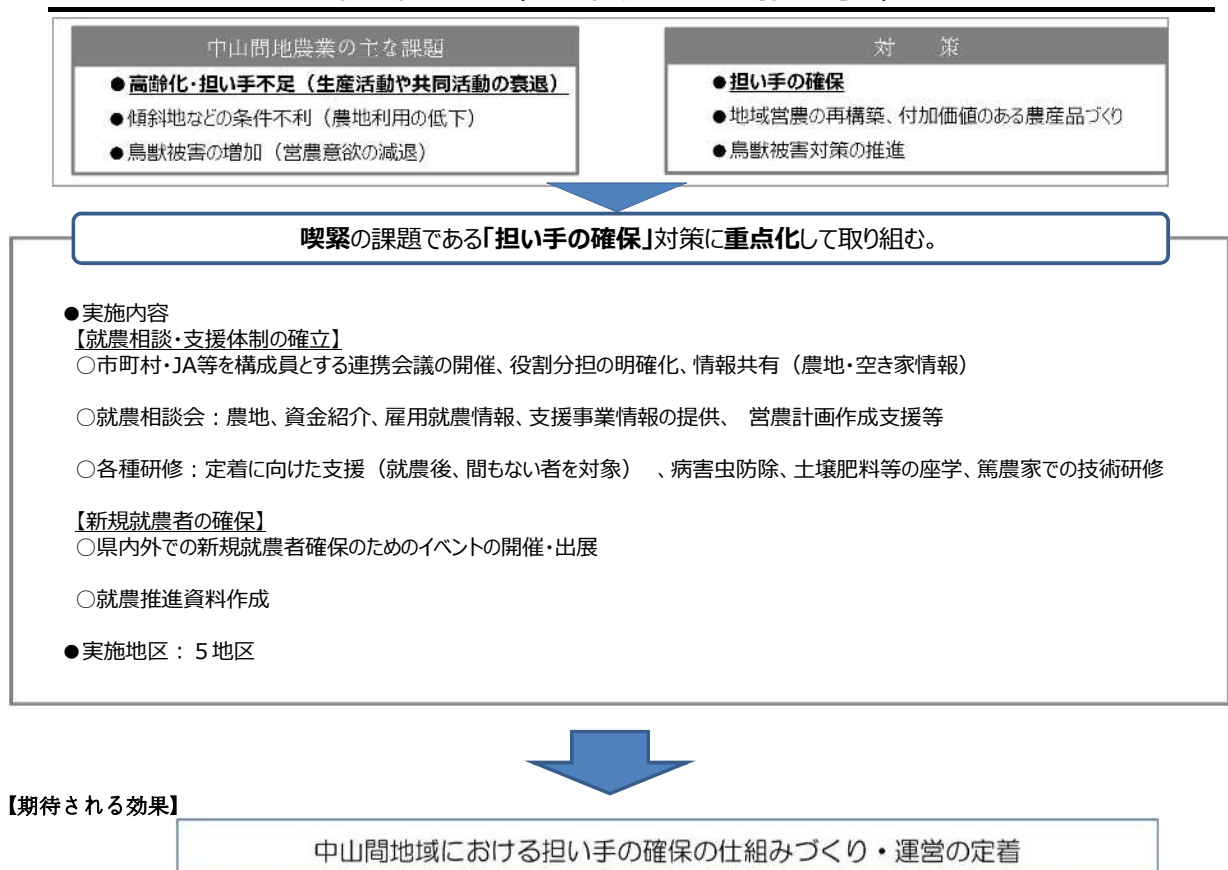 中山間地農業の主な課題
●高齢化・担い手不足（生産活動や共同活動の衰退）
●傾斜地などの条件不利（農地利用の低下）
●鳥獣被害の増加（営農意欲の減退）
対　策
●担い手の確保
●地域営農の再構築、付加価値のある農産品づくり
●鳥獣被害対策の推進
喫緊の課題である「担い手の確保」対策に重点化して取り組む。
●実施内容
【就農相談・支援体制の確立】
○市町村・JA等を構成員とする連携会議の開催、役割分担の明確化、情報共有（農地・空き家情報）
○就農相談会：農地、資金紹介、雇用就農情報、支援事業情報の提供、 営農計画作成支援等
○各種研修：定着に向けた支援（就農後、間もない者を対象） 、病害虫防除、土壌肥料等の座学、篤農家での技術研修
【新規就農者の確保】
○県内外での新規就農者確保のためのイベントの開催・出展
○就農推進資料作成
●実施地区：５地区
【期待される効果】
中山間地域における担い手の確保の仕組みづくり・運営の定着